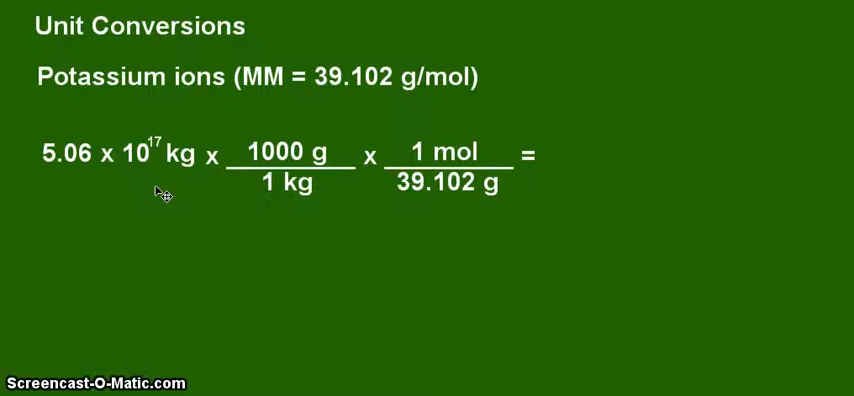 Unit Conversions
Potassium ions (MM = 39.102 g/mol)
5.06 x 10¹⁷ kg x 1000 g / 1 kg x 1 mol / 39.102 g =
Screencast-O-Matic.com